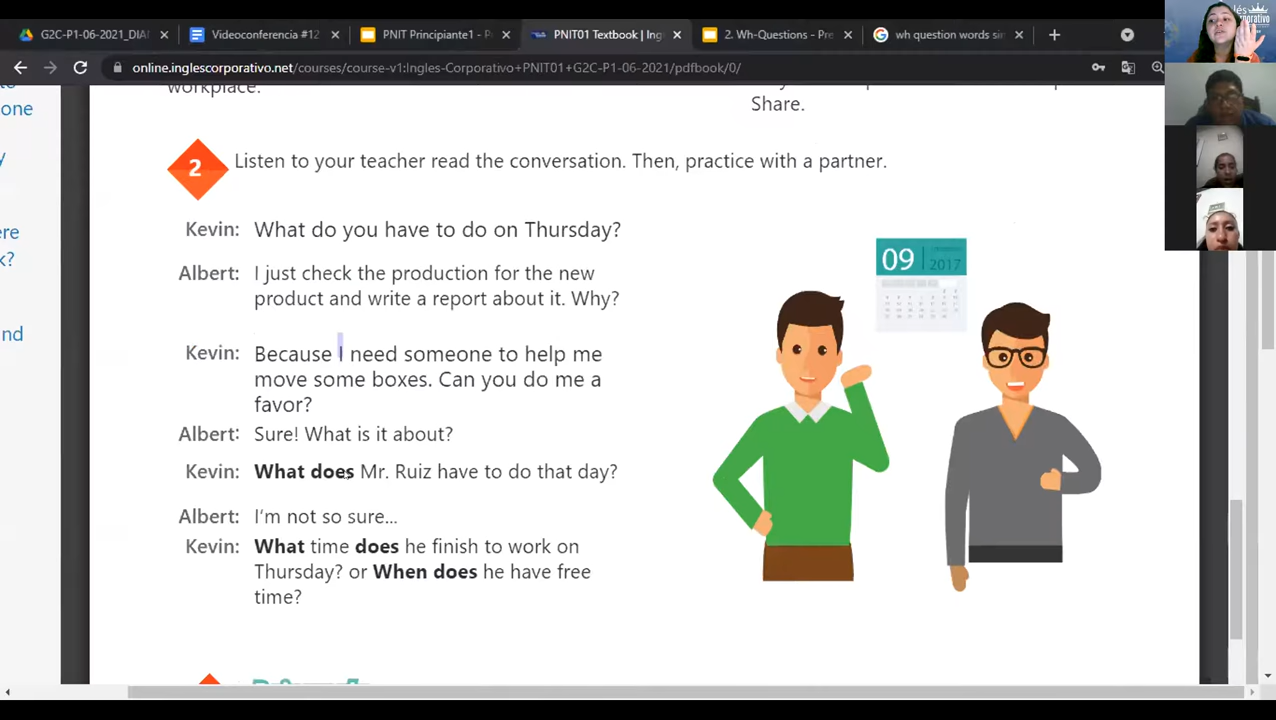 G2C-P1-06-2021_DIA
Videoconferencia #12
PNIT Principiante1 - P
PNIT01 Textbook | Ing
2. Wh-Questions - Pre
wh question words sin
online.inglescorporativo.net/courses/course-v1:Ingles-Corporativo+PNIT01+G2C-P1-06-2021/pdfbook/0/
workplace.
Share.
one
y
ere
k?
nd
2 Listen to your teacher read the conversation. Then, practice with a partner.
Kevin: What do you have to do on Thursday?
Albert: I just check the production for the new
product and write a report about it. Why?
Kevin: Because I need someone to help me
move some boxes. Can you do me a
favor?
Albert: Sure! What is it about?
Kevin: What does Mr. Ruiz have to do that day?
Albert: I'm not so sure...
Kevin: What time does he finish to work on
Thursday? or When does he have free
time?
09 2017